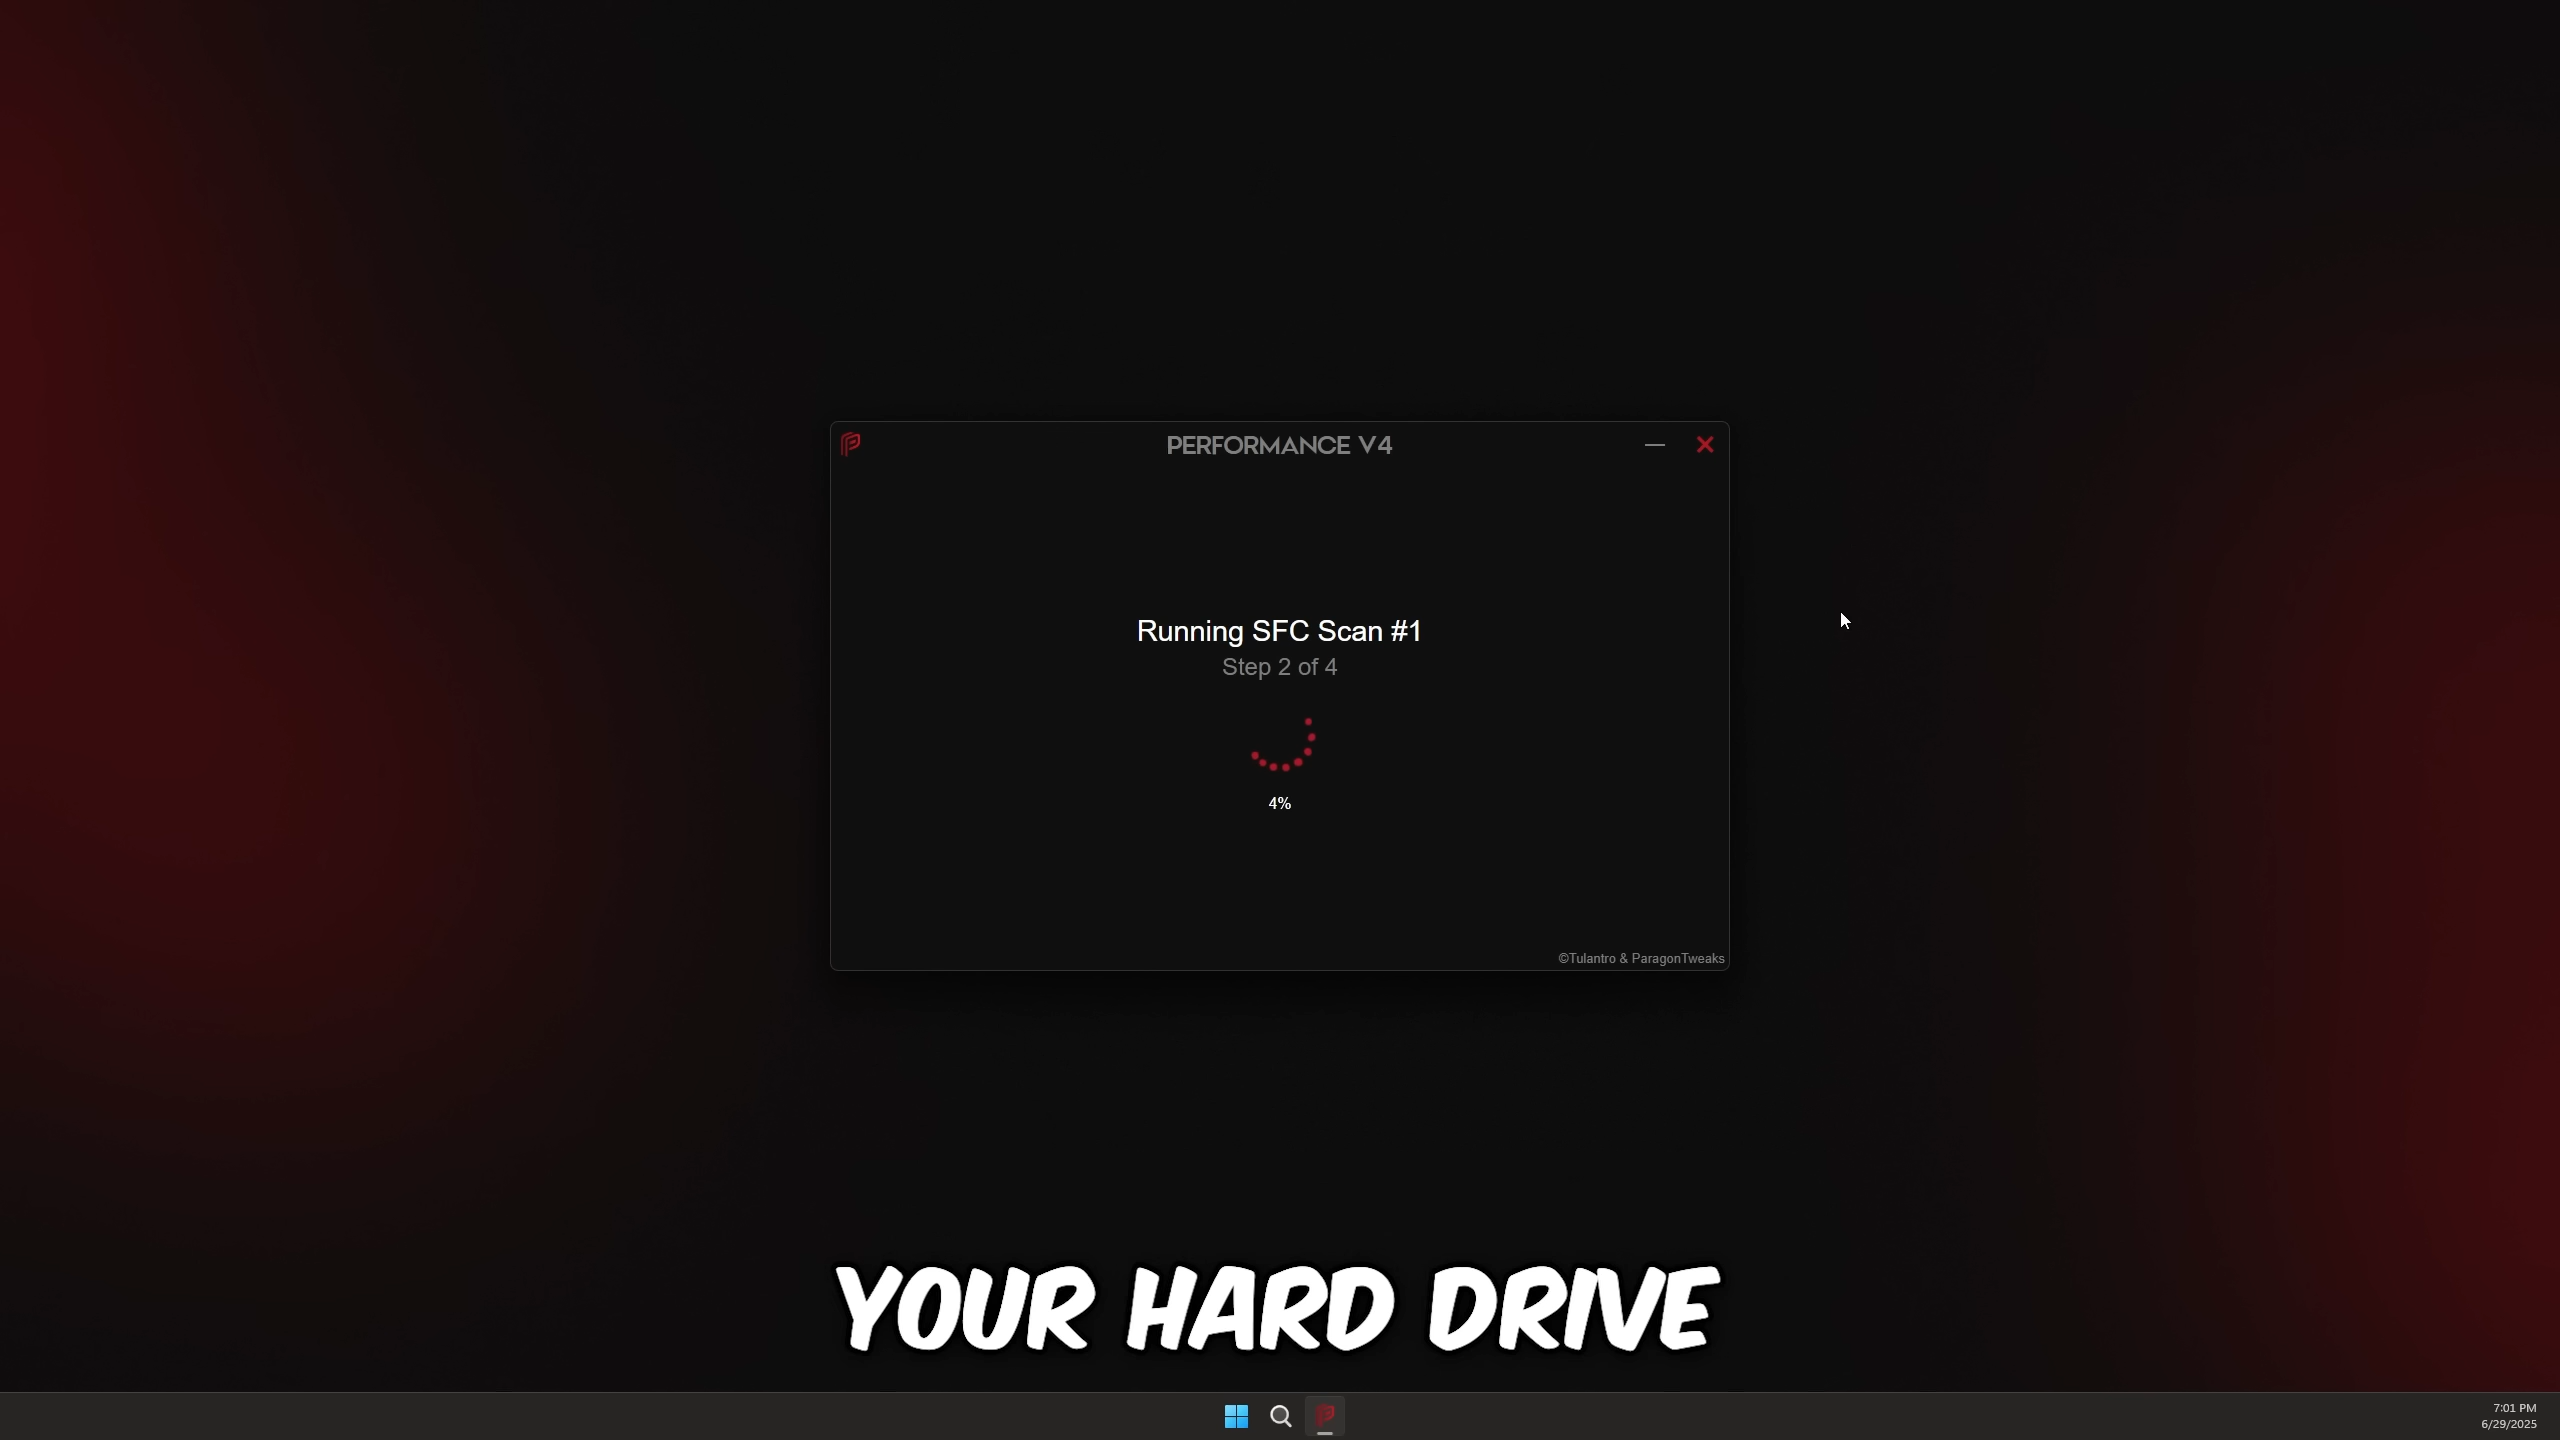 PERFORMANCE V4
Running SFC Scan #1
Step 2 of 4
4%
©Tulantro & ParagonTweaks
YOUR HARD DRIVE
7:01 PM
6/29/2025